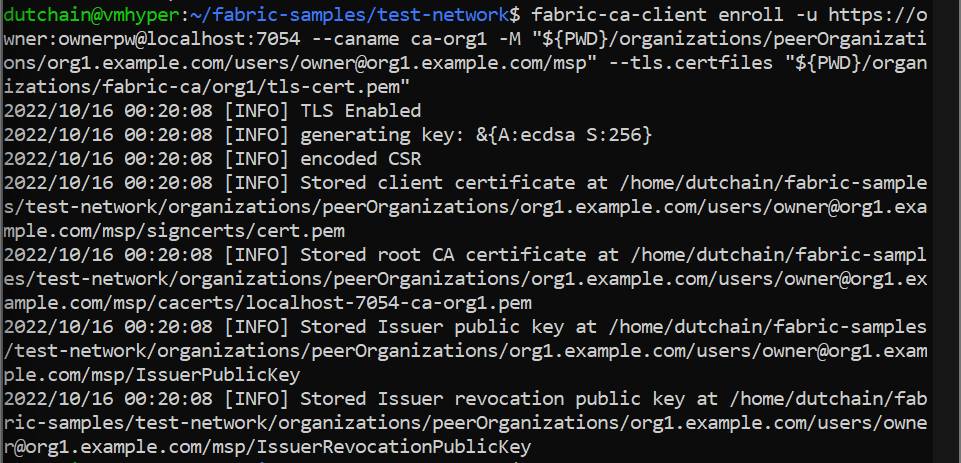 dutchain@vmhyper:~/fabric-samples/test-network$ fabric-ca-client enroll -u https://o
wner:ownerpw@localhost:7054 --caname ca-org1 -M "${PWD}/organizations/peerOrganizati
ons/org1.example.com/users/owner@org1.example.com/msp" --tls.certfiles "${PWD}/organ
izations/fabric-ca/org1/tls-cert.pem"
2022/10/16 00:20:08 [INFO] TLS Enabled
2022/10/16 00:20:08 [INFO] generating key: &{A:ecdsa S:256}
2022/10/16 00:20:08 [INFO] encoded CSR
2022/10/16 00:20:08 [INFO] Stored client certificate at /home/dutchain/fabric-sample
s/test-network/organizations/peerOrganizations/org1.example.com/users/owner@org1.exa
mple.com/msp/signcerts/cert.pem
2022/10/16 00:20:08 [INFO] Stored root CA certificate at /home/dutchain/fabric-sampl
es/test-network/organizations/peerOrganizations/org1.example.com/users/owner@org1.ex
ample.com/msp/cacerts/localhost-7054-ca-org1.pem
2022/10/16 00:20:08 [INFO] Stored Issuer public key at /home/dutchain/fabric-samples
/test-network/organizations/peerOrganizations/org1.example.com/users/owner@org1.exam
ple.com/msp/IssuerPublicKey
2022/10/16 00:20:08 [INFO] Stored Issuer revocation public key at /home/dutchain/fab
ric-samples/test-network/organizations/peerOrganizations/org1.example.com/users/owne
r@org1.example.com/msp/IssuerRevocationPublicKey